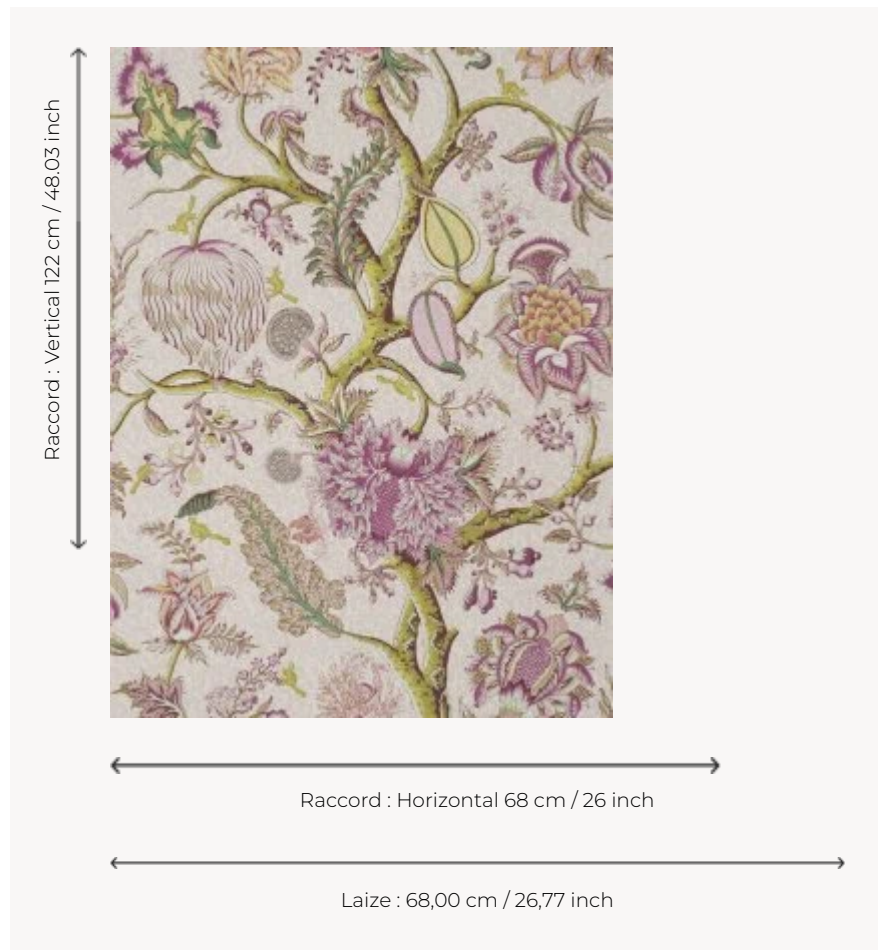 Raccord : Vertical 122 cm / 48.03 inch
Raccord : Horizontal 68 cm / 26 inch
Laize : 68,00 cm / 26,77 inch